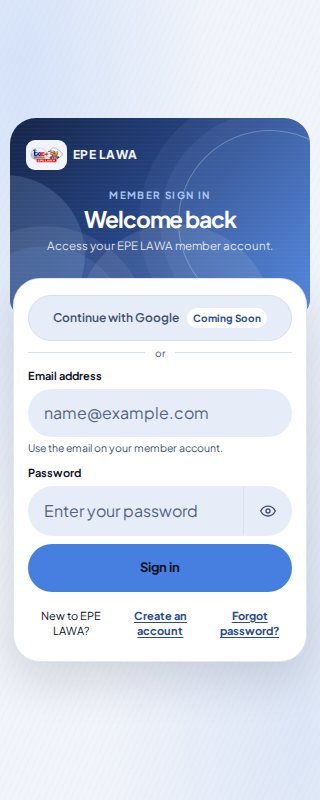 EPE LAWA
MEMBER SIGN IN
Welcome back
Access your EPE LAWA member account.
Continue with Google Coming Soon
or
Email address
name@example.com
Use the email on your member account.
Password
Enter your password
Sign in
New to EPE LAWA?
Create an account
Forgot password?